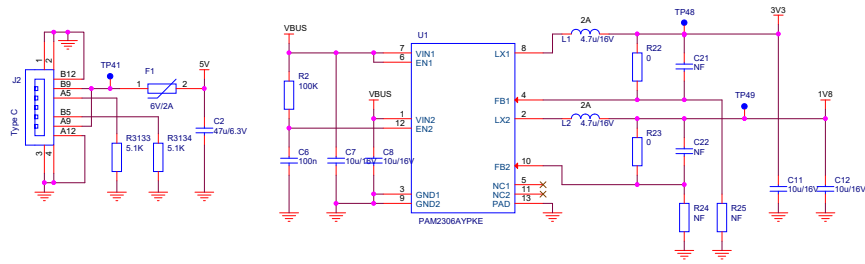 J2
Type C
1
2
3
4
B12
B9
A5
B5
A9
A12
TP41
F1
1
2
6V/2A
5V
C2
47u/6.3V
R3133
5.1K
R3134
5.1K
VBUS
R2
100K
C6
100n
C7
10u/16V
VBUS
C8
10u/16V
U1
7 VIN1
6 EN1
1 VIN2
12 EN2
3 GND1
9 GND2
LX1 8
FB1 4
LX2 2
FB2 10
NC1 5
NC2 11
PAD 13
PAM2306AYPKE
2A
L1 4.7u/16V
2A
L2 4.7u/16V
R22
0
TP48
C21
NF
3V3
R23
0
C22
NF
TP49
1V8
R24
NF
R25
NF
C11
10u/16V
C12
10u/16V